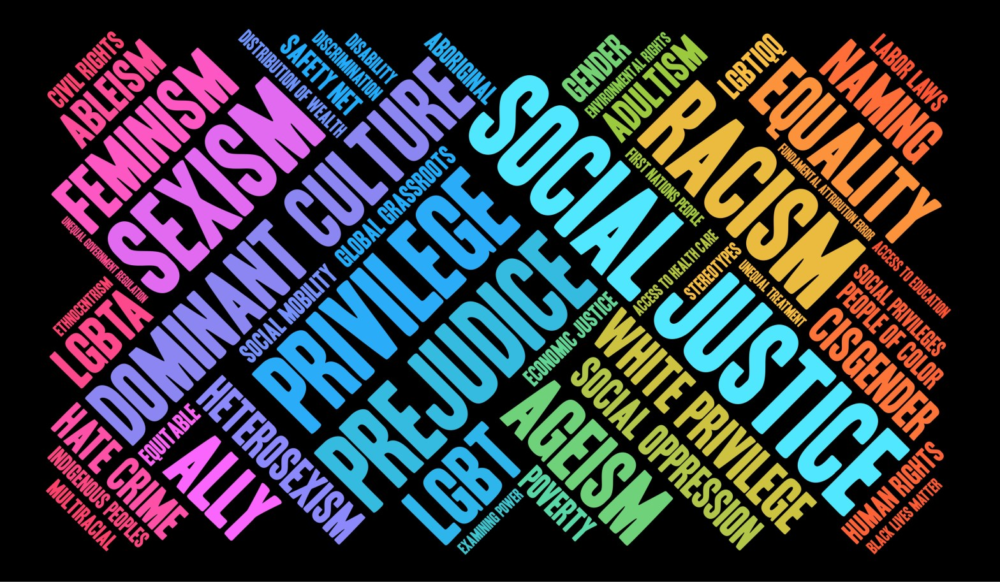 CIVIL RIGHTS
ABLEISM
FEMINISM
SEXISM
DISTRIBUTION OF WEALTH
SAFETY NET
DISCRIMINATION
DISABILITY
ABORIGINAL
DOMINANT CULTURE
GLOBAL GRASSROOTS
SOCIAL MOBILITY
PRIVILEGE
PREJUDICE
UNEQUAL GOVERNMENT REGULATION
ETHNOCENTRISM
LGBTA
HATE CRIME
INDIGENOUS PEOPLES
MULTIRACIAL
EQUITABLE
ALLY
HETEROSEXISM
LGBT
EXAMINING POWER
SOCIAL JUSTICE
GENDER
ENVIRONMENTAL RIGHTS
ADULTISM
FIRST NATIONS PEOPLE
ACCESS TO HEALTH CARE
STEREOTYPES
UNEQUAL TREATMENT
RACISM
LGBTIQQ
EQUALITY
FUNDAMENTAL ATTRIBUTION ERROR
NAMING
LABOR LAWS
ACCESS TO EDUCATION
SOCIAL PRIVILEGES
PEOPLE OF COLOR
CISGENDER
ECONOMIC JUSTICE
WHITE PRIVILEGE
SOCIAL OPPRESSION
AGEISM
POVERTY
HUMAN RIGHTS
BLACK LIVES MATTER